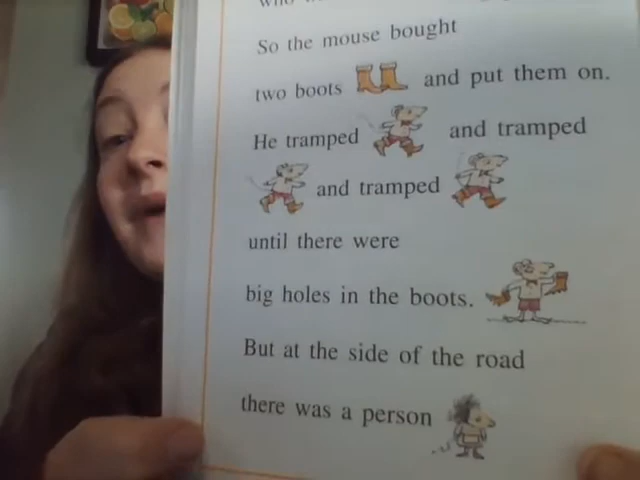 So the mouse bought
two boots and put them on.
He tramped and tramped
and tramped
until there were
big holes in the boots.
But at the side of the road
there was a person